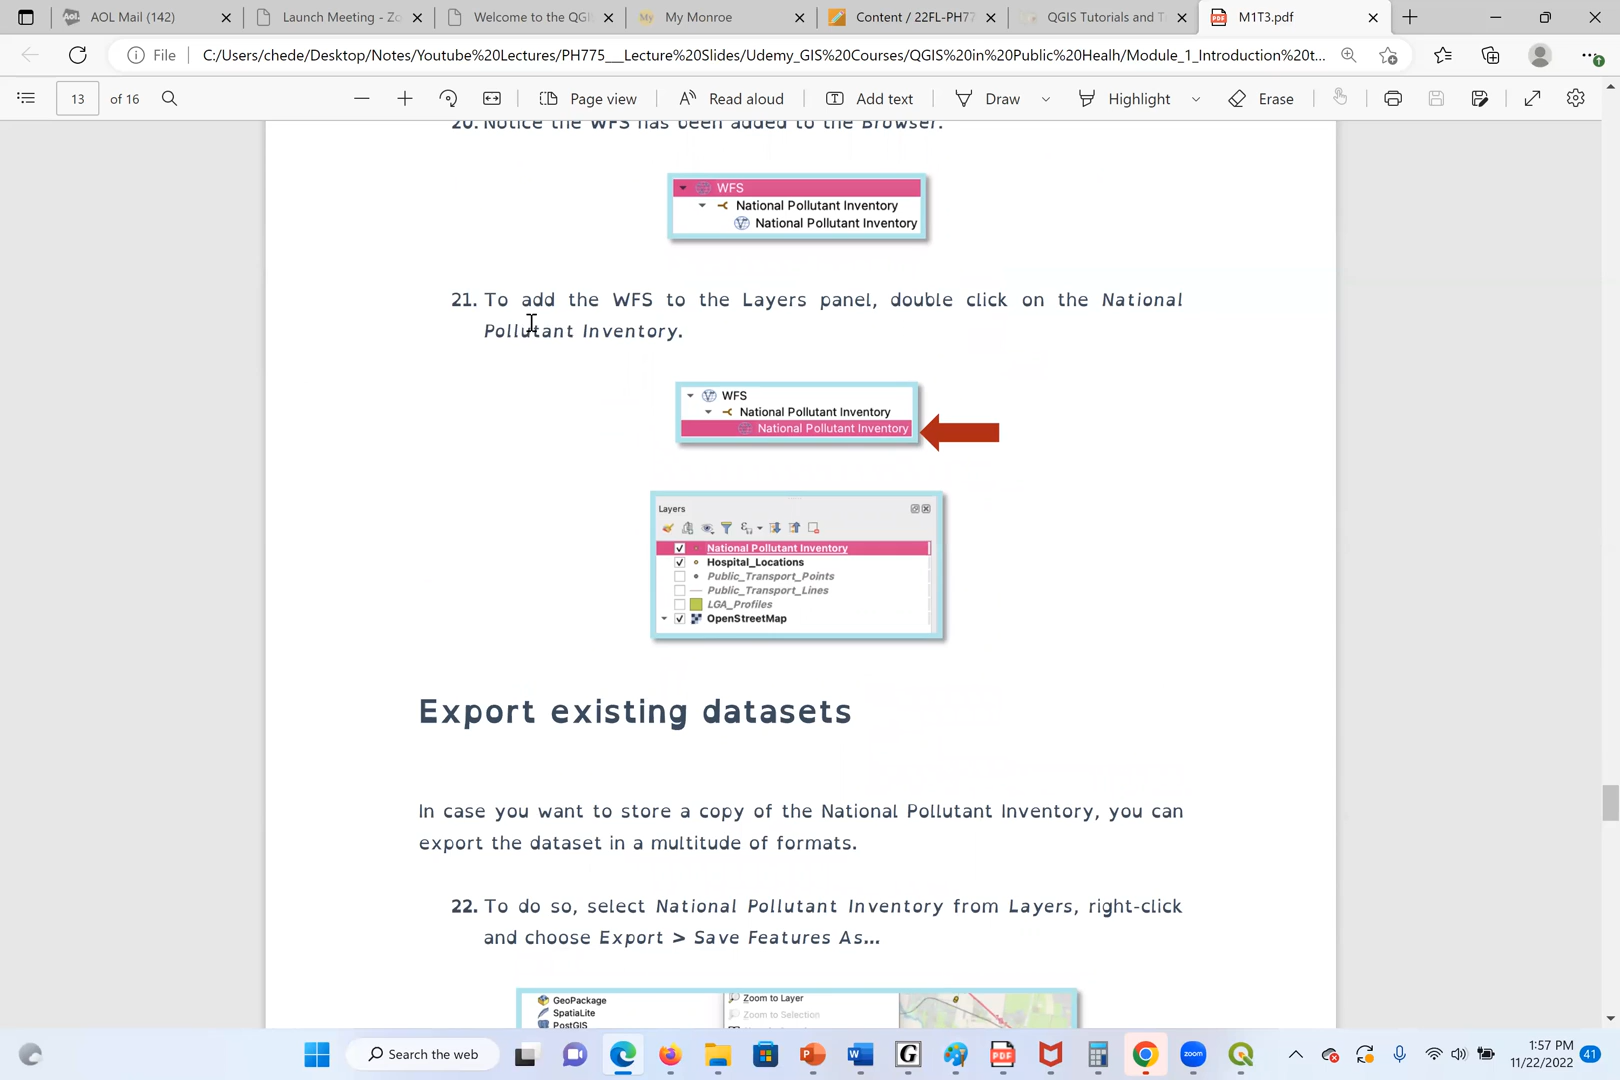 AOL Mail (142)
Launch Meeting - Zo
Welcome to the QGIS
My Monroe
Content / 22FL-PH77
QGIS Tutorials and T
M1T3.pdf
File
C:/Users/chede/Desktop/Notes/Youtube%20Lectures/PH775___Lecture%20Slides/Udemy_GIS%20Courses/QGIS%20in%20Public%20Healh/Module_1_Introduction%20t...
13 of 16
Page view
Read aloud
Add text
Draw
Highlight
Erase
20. Notice the WFS has been added to the Browser.
WFS
National Pollutant Inventory
National Pollutant Inventory
21. To add the WFS to the Layers panel, double click on the National
Pollutant Inventory.
WFS
National Pollutant Inventory
National Pollutant Inventory
Layers
National Pollutant Inventory
Hospital_Locations
Public_Transport_Points
Public_Transport_Lines
LGA_Profiles
OpenStreetMap
Export existing datasets
In case you want to store a copy of the National Pollutant Inventory, you can
export the dataset in a multitude of formats.
22. To do so, select National Pollutant Inventory from Layers, right-click
and choose Export > Save Features As...
GeoPackage
SpatiaLite
PostGIS
Zoom to Layer
Zoom to Selection
Search the web
1:57 PM
11/22/2022
41